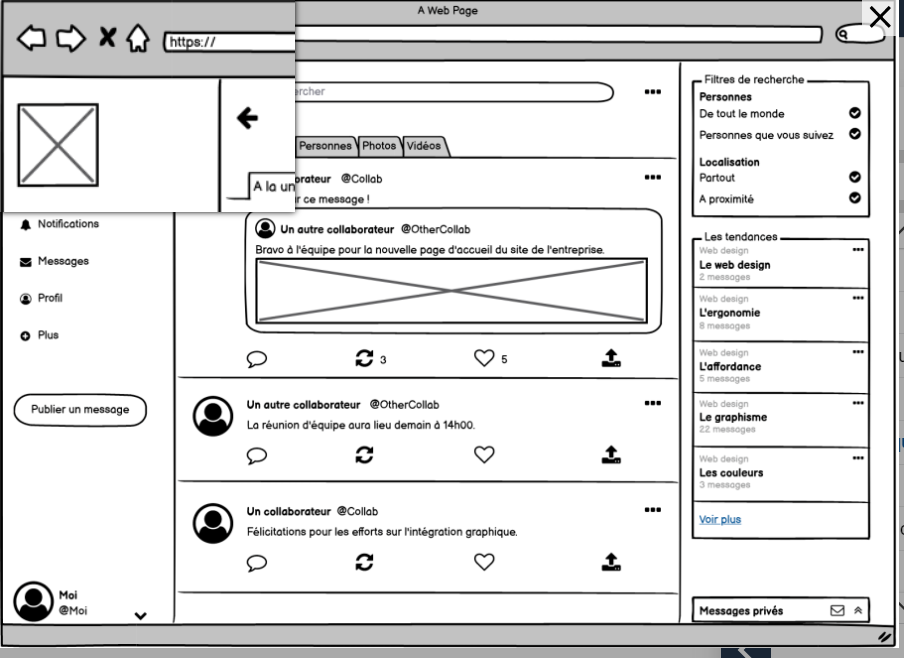 A Web Page
https://
A la un
ercher
Personnes
Photos
Vidéos
orateur @Collab
r ce message !
Un autre collaborateur @OtherCollab
Bravo à l'équipe pour la nouvelle page d'accueil du site de l'entreprise.
3
5
Un autre collaborateur @OtherCollab
La réunion d'équipe aura lieu demain à 14h00.
Un collaborateur @Collab
Félicitations pour les efforts sur l'intégration graphique.
Notifications
Messages
Profil
Plus
Publier un message
Moi
@Moi
Filtres de recherche
Personnes
De tout le monde
Personnes que vous suivez
Localisation
Partout
A proximité
Les tendances
Web design
Le web design
2 messages
Web design
L'ergonomie
8 messages
Web design
L'affordance
5 messages
Web design
Le graphisme
22 messages
Web design
Les couleurs
3 messages
Voir plus
Messages privés